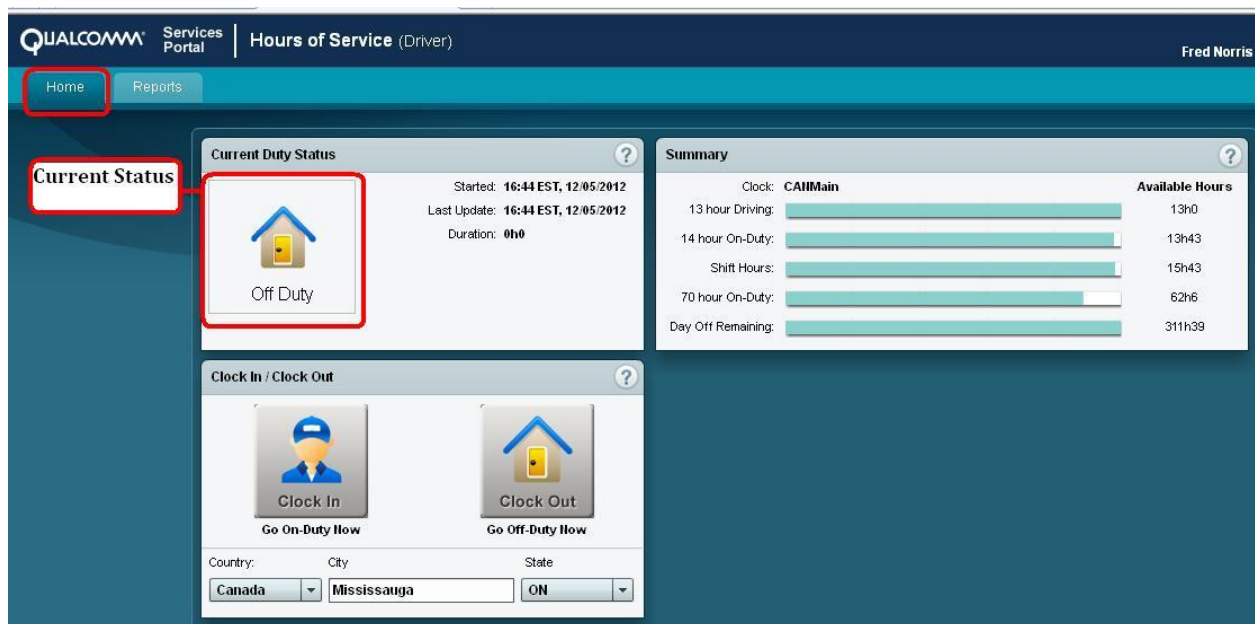 QUALCOMM® Services Portal Hours of Service (Driver)
Fred Norris
Home Reports
Current Status
Current Duty Status ?
Started: 16:44 EST, 12/05/2012
Last Update: 16:44 EST, 12/05/2012
Duration: 0h0
Off Duty
Summary ?
Clock: CANMain Available Hours
13 hour Driving: 13h0
14 hour On-Duty: 13h43
Shift Hours: 15h43
70 hour On-Duty: 62h6
Day Off Remaining: 311h39
Clock In / Clock Out ?
Clock In Clock Out
Go On-Duty Now Go Off-Duty Now
Country: City State
Canada Mississauga ON